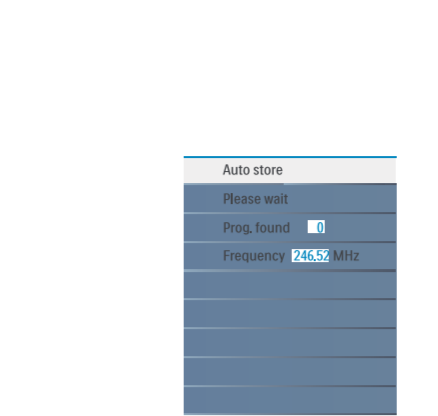 Auto store
Please wait
Prog. found 0
Frequency 246.52 MHz